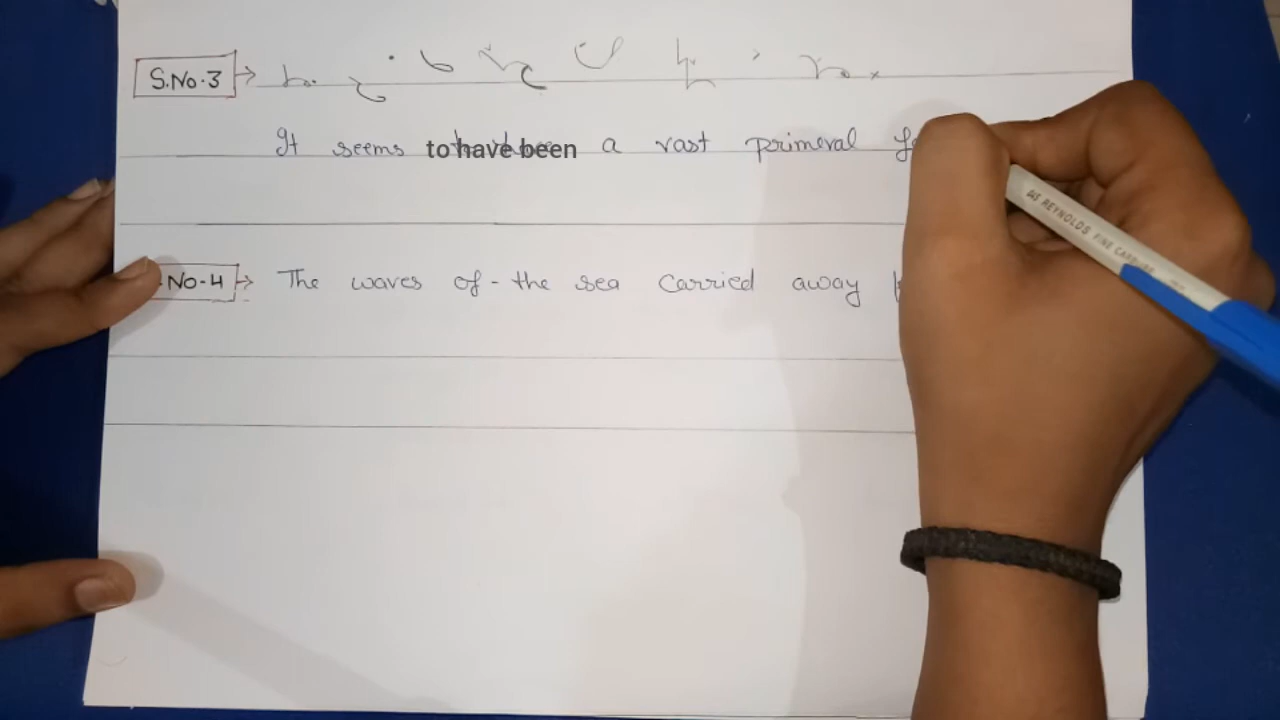 S.No.3 →
It seems to have been a vast primeval
No-4 → The waves of - the sea carried away
REYNOLDS FINE CARBURE